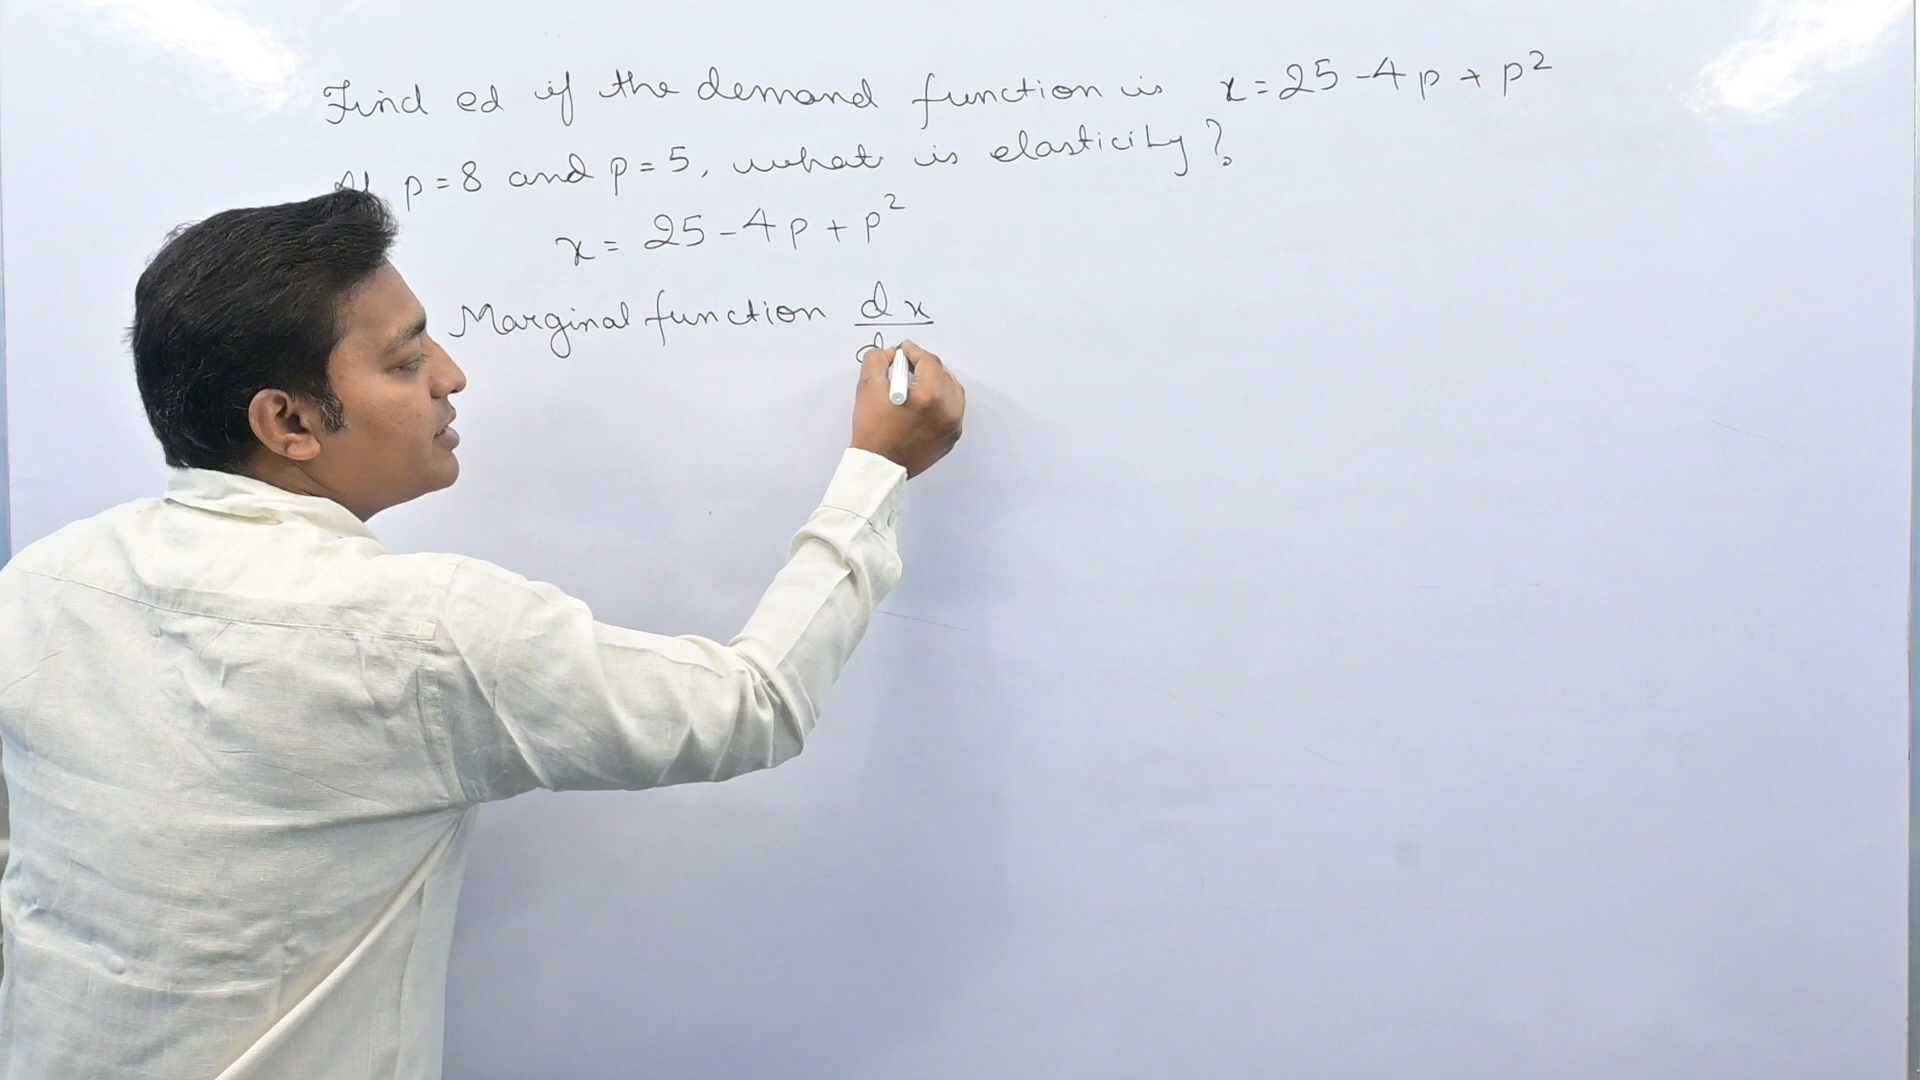 Find ed if the demand function is x = 25 - 4p + p²
p = 8 and p = 5, what is elasticity?
x = 25 - 4p + p²
Marginal function dx
d